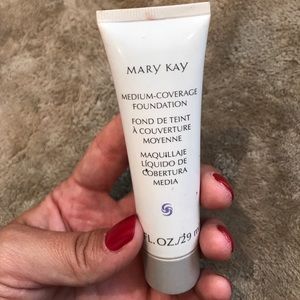 MARY KAY
MEDIUM-COVERAGE
FOUNDATION
FOND DE TEINT
À COUVERTURE
MOYENNE
MAQUILLAJE
LÍQUIDO DE
COBERTURA
MEDIA
FL. OZ./29